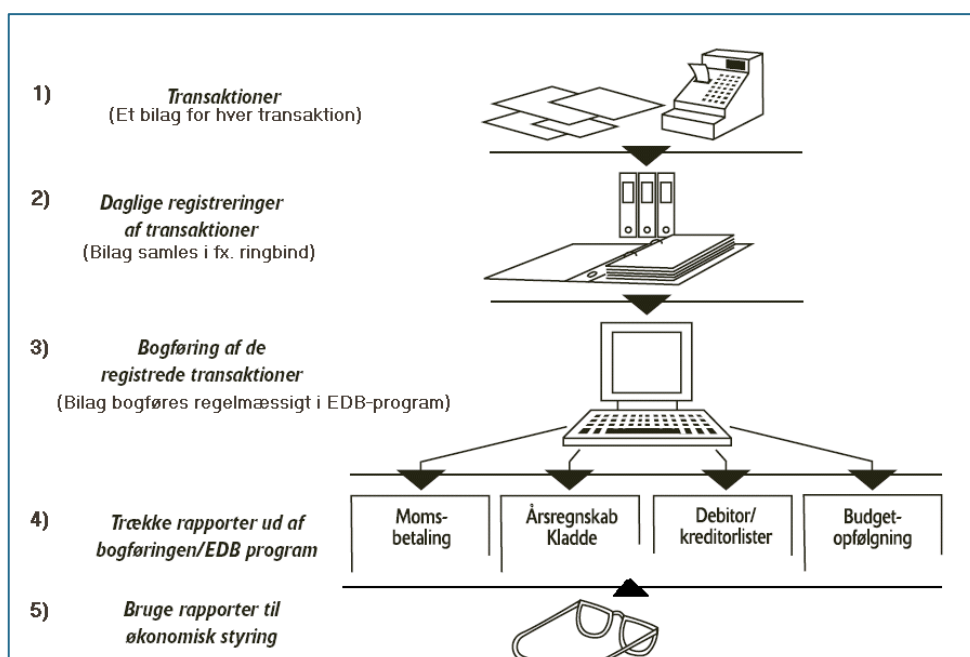 1)
Transaktioner
(Et bilag for hver transaktion)
2)
Daglige registreringer
af transaktioner
(Bilag samles i fx. ringbind)
3)
Bogføring af de
registrede transaktioner
(Bilag bogføres regelmæssigt i EDB-program)
4)
Trække rapporter ud af
bogføringen/EDB program
Moms-
betaling
Årsregnskab
Kladde
Debitor/
kreditorlister
Budget-
opfølgning
5)
Bruge rapporter til
økonomisk styring